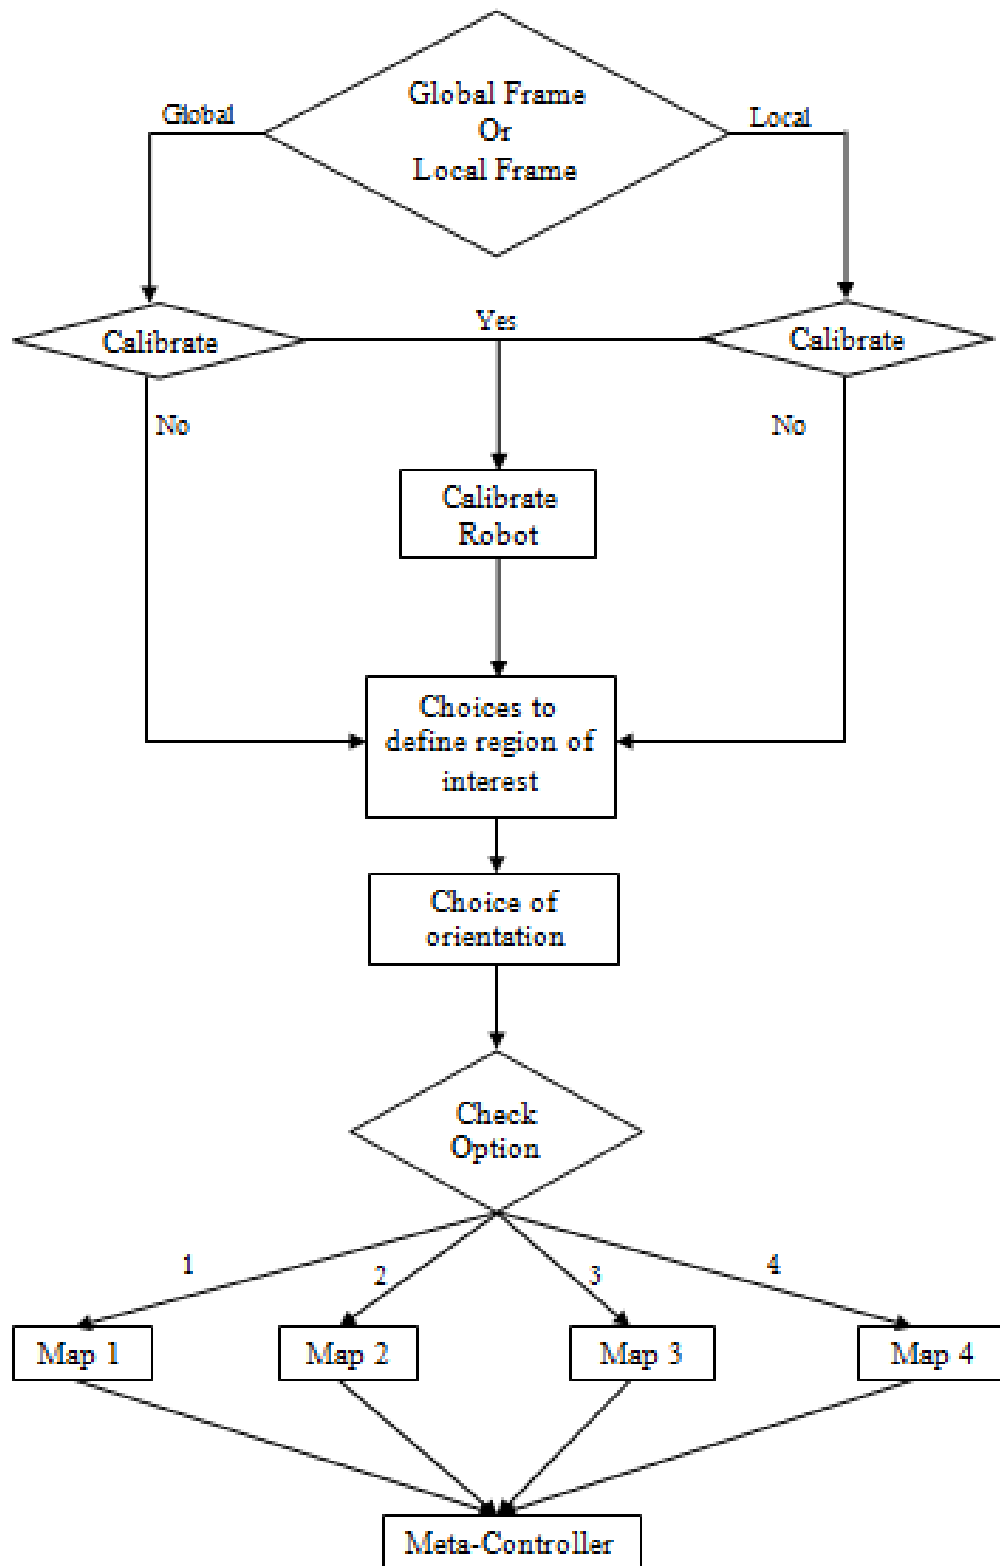 Global Frame
Or
Local Frame
Global
Local
Calibrate
Yes
Calibrate
No
No
Calibrate
Robot
Choices to
define region of
interest
Choice of
orientation
Check
Option
1
2
3
4
Map 1
Map 2
Map 3
Map 4
Meta-Controller